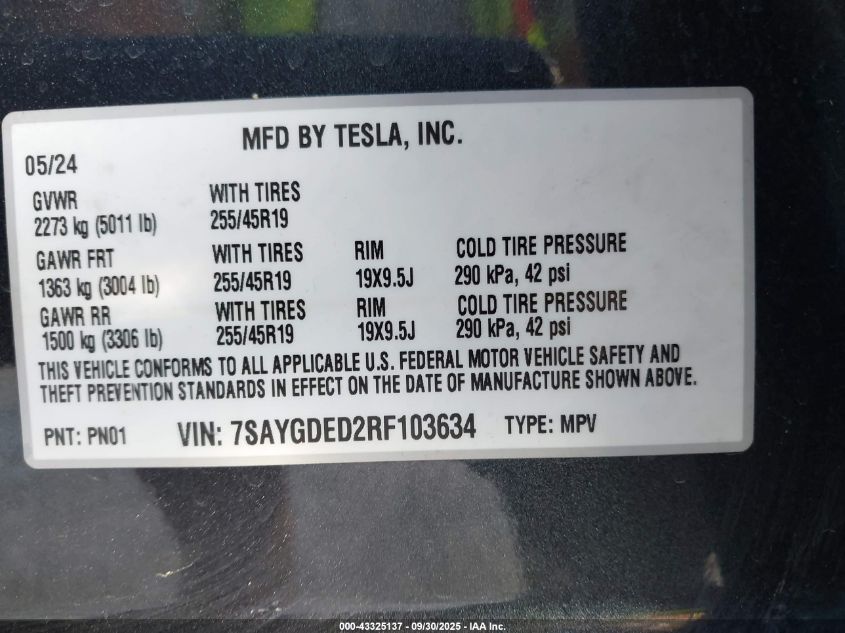 MFD BY TESLA, INC.
05/24
GVWR WITH TIRES
2273 kg (5011 lb) 255/45R19
GAWR FRT WITH TIRES RIM COLD TIRE PRESSURE
1363 kg (3004 lb) 255/45R19 19X9.5J 290 kPa, 42 psi
GAWR RR WITH TIRES RIM COLD TIRE PRESSURE
1500 kg (3306 lb) 255/45R19 19X9.5J 290 kPa, 42 psi
THIS VEHICLE CONFORMS TO ALL APPLICABLE U.S. FEDERAL MOTOR VEHICLE SAFETY AND
THEFT PREVENTION STANDARDS IN EFFECT ON THE DATE OF MANUFACTURE SHOWN ABOVE.
PNT: PN01 VIN: 7SAYGDED2RF103634 TYPE: MPV
000-43325137 - 09/30/2025 - IAA Inc.